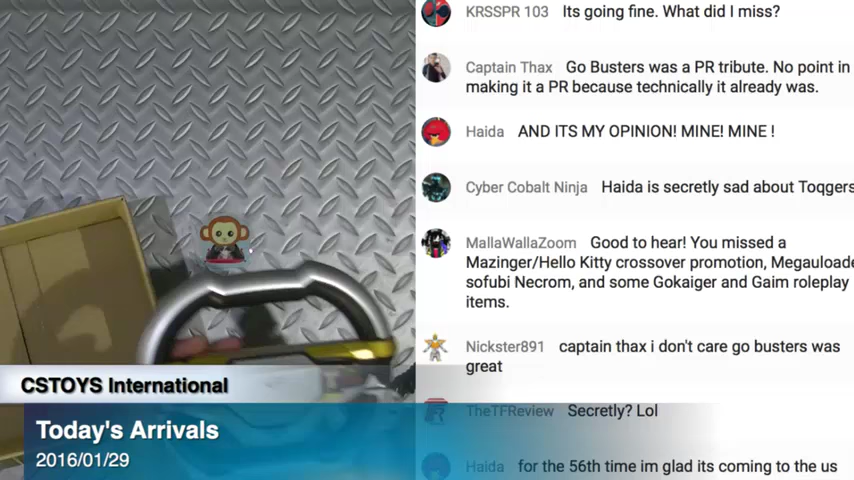 KRSSPR 103 Its going fine. What did I miss?
Captain Thax Go Busters was a PR tribute. No point in
making it a PR because technically it already was.
Haida AND ITS MY OPINION! MINE! MINE !
Cyber Cobalt Ninja Haida is secretly sad about Toqgers
MallaWallaZoom Good to hear! You missed a
Mazinger/Hello Kitty crossover promotion, Megauloade
sofubi Necrom, and some Gokaiger and Gaim roleplay
items.
Nickster891 captain thax i don't care go busters was
great
TheTFReview Secretly? Lol
Haida for the 56th time im glad its coming to the us
CSTOYS International
Today's Arrivals
2016/01/29